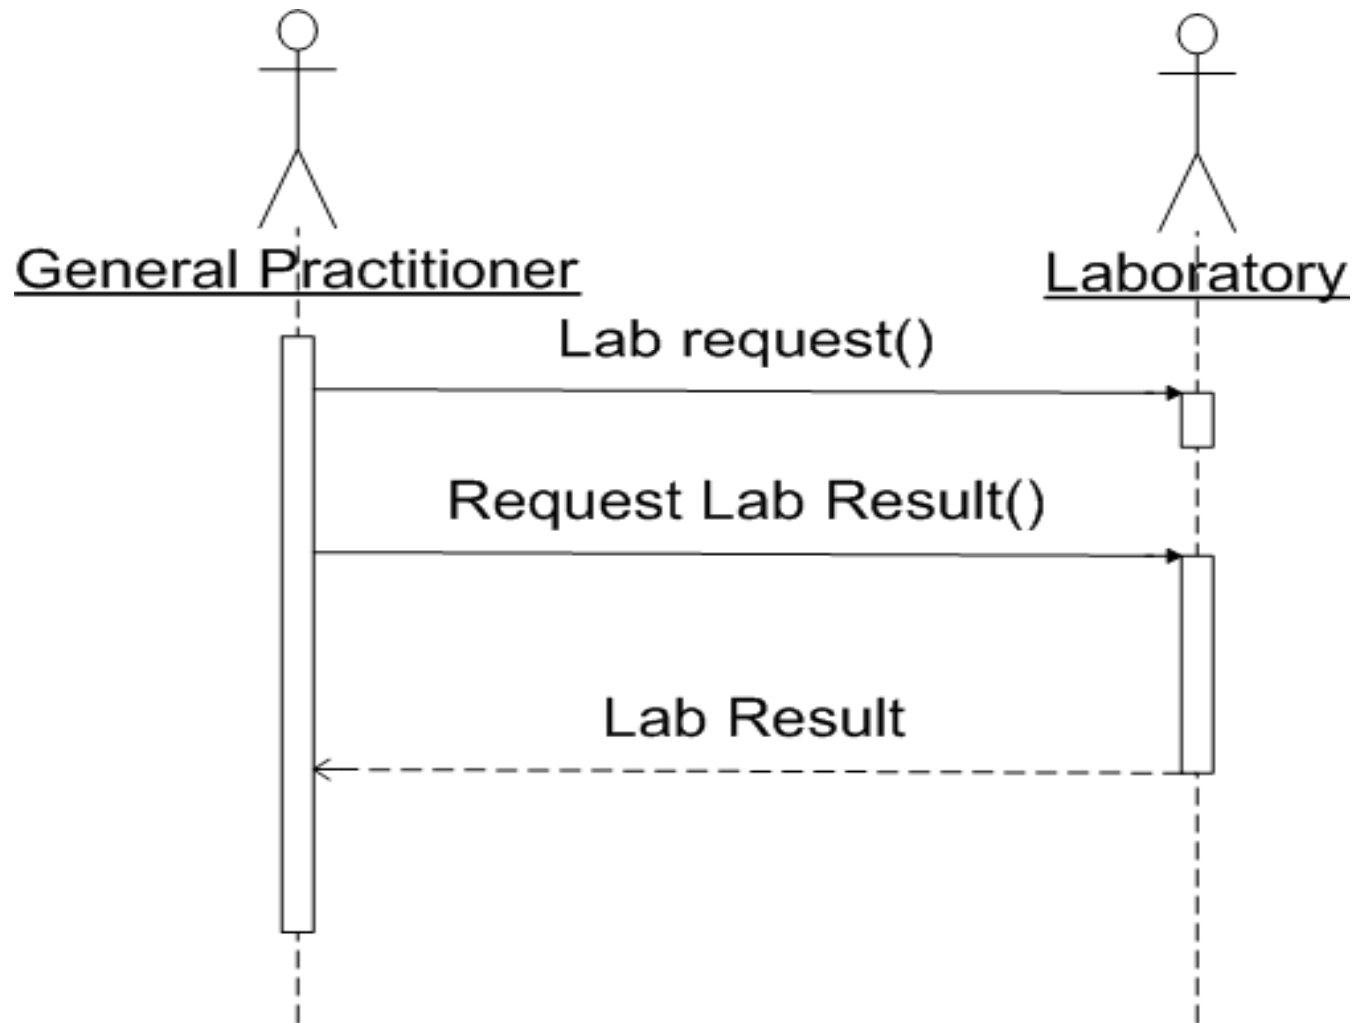 General Practitioner
Laboratory
Lab request()
Request Lab Result()
Lab Result